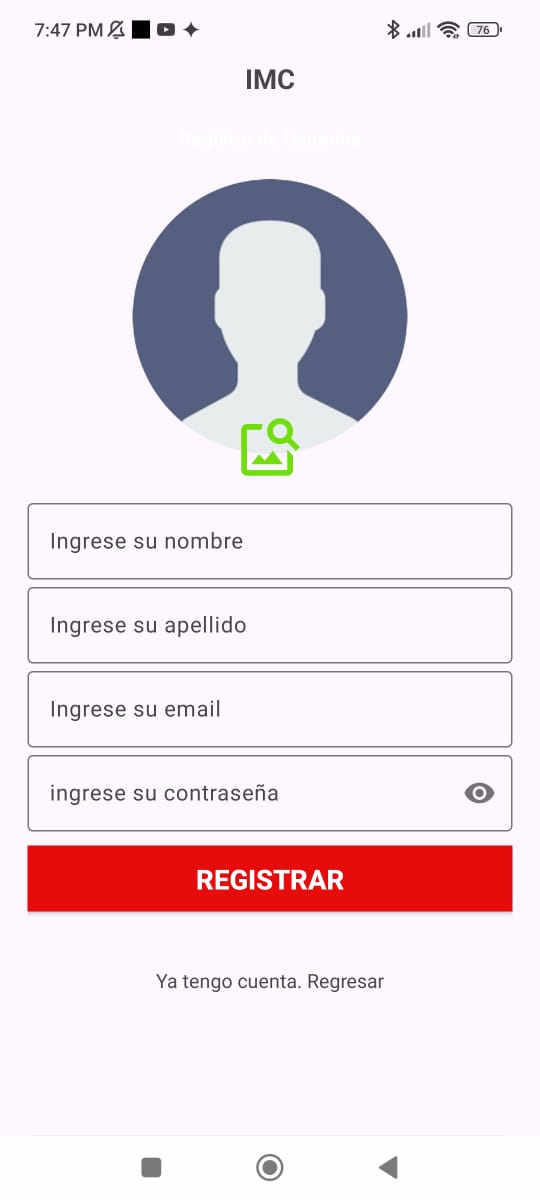 7:47 PM
76
IMC
Registro de Usuarios
Ingrese su nombre
Ingrese su apellido
Ingrese su email
ingrese su contraseña
REGISTRAR
Ya tengo cuenta. Regresar